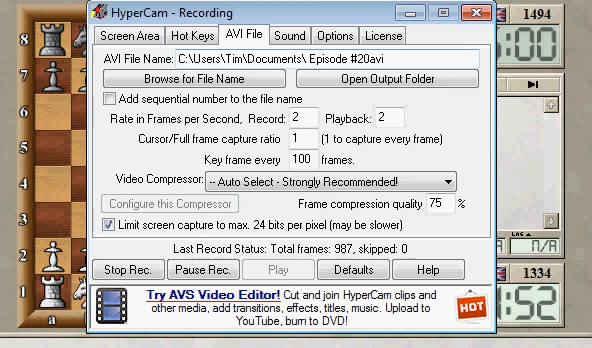 HyperCam - Recording
Screen Area Hot Keys AVI File Sound Options License
AVI File Name: C:\Users\Tim\Documents\ Episode #20avi
Browse for File Name Open Output Folder
Add sequential number to the file name
Rate in Frames per Second, Record: 2 Playback: 2
Cursor/Full frame capture ratio 1 (1 to capture every frame)
Key frame every 100 frames.
Video Compressor: -- Auto Select - Strongly Recommended!
Configure this Compressor Frame compression quality 75 %
Limit screen capture to max. 24 bits per pixel (may be slower)
Last Record Status: Total frames: 987, skipped: 0
Stop Rec. Pause Rec. Play Defaults Help
Try AVS Video Editor! Cut and join HyperCam clips and
other media, add transitions, effects, titles, music. Upload to
YouTube, burn to DVD!
HOT
8
7
6
5
4
3
2
1
a
1494
:00
LAG
N/A
1334
:52